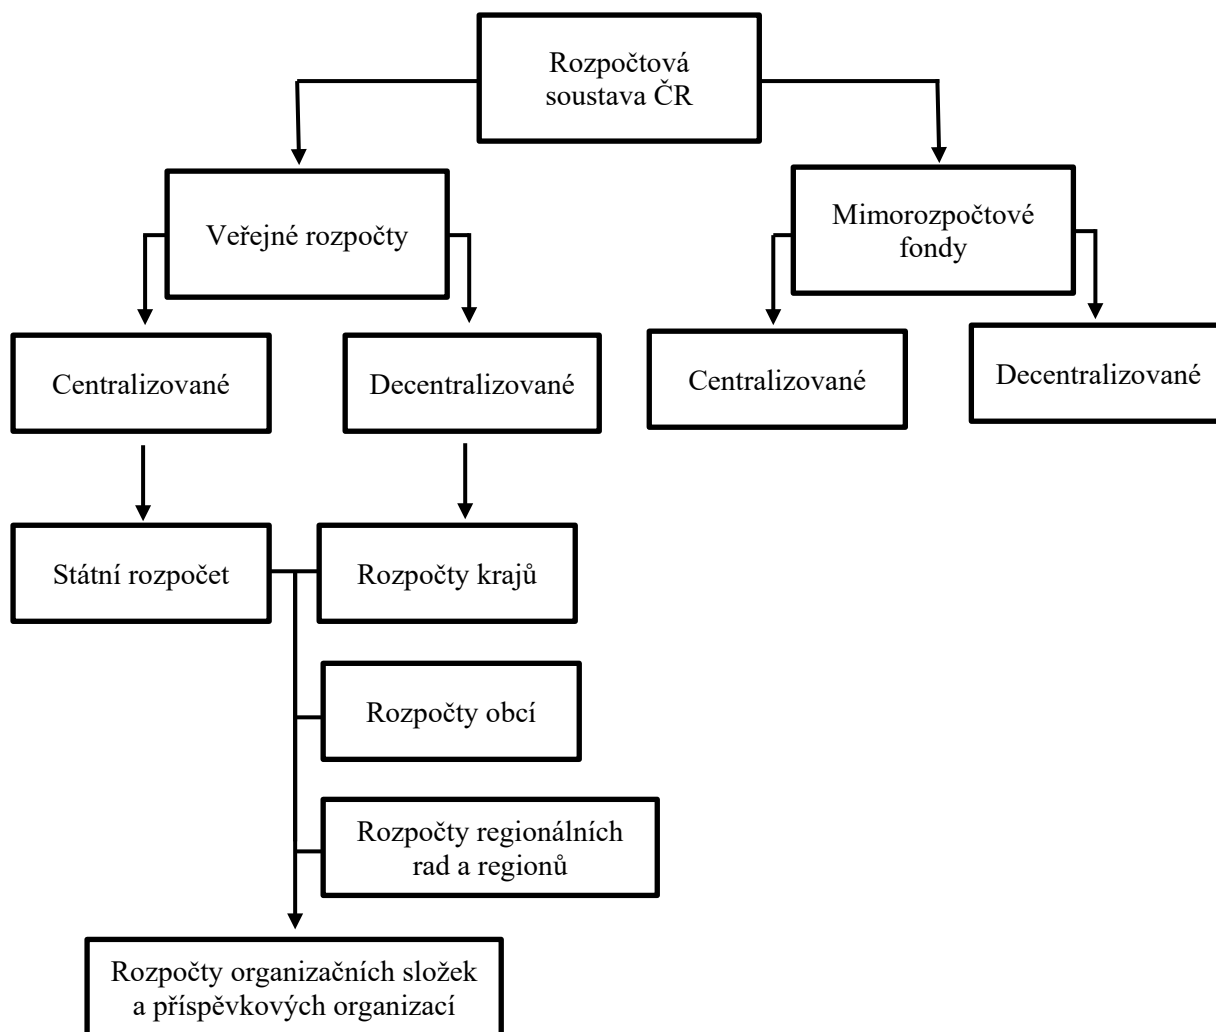 Rozpočtová
soustava ČR
Veřejné rozpočty
Mimorozpočtové
fondy
Centralizované
Decentralizované
Centralizované
Decentralizované
Státní rozpočet
Rozpočty krajů
Rozpočty obcí
Rozpočty regionálních
rad a regionů
Rozpočty organizačních složek
a příspěvkových organizací